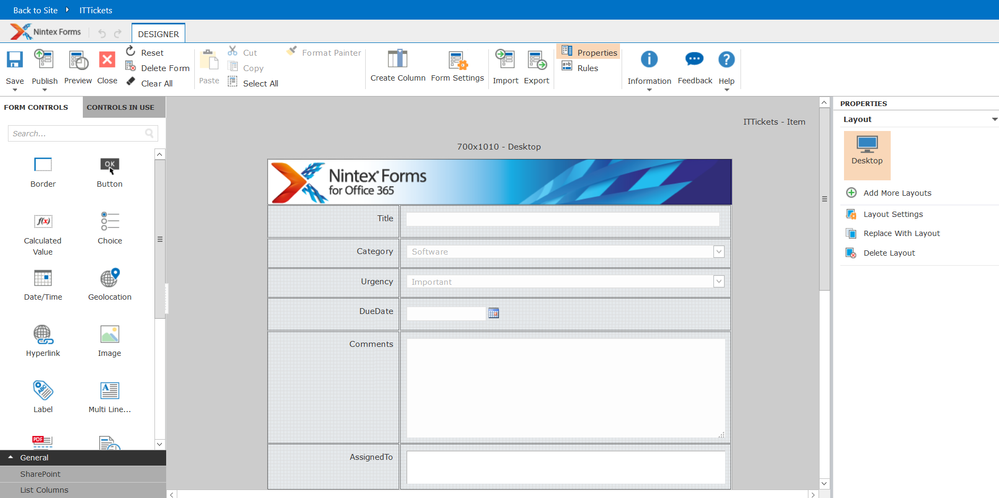 Back to Site ITTickets
Nintex Forms DESIGNER
Save Publish Preview Close
Reset
Delete Form
Clear All
Paste
Cut
Copy
Select All
Format Painter
Create Column Form Settings
Import Export
Properties
Rules
Information Feedback Help
FORM CONTROLS CONTROLS IN USE
Search...
Border
OK
Button
f(x)
Calculated
Value
Choice
Date/Time
Geolocation
Hyperlink
Image
ABC
Label
A
Multi Line...
PDF
General
SharePoint
List Columns
ITTickets - Item
700x1010 - Desktop
Nintex® Forms
for Office 365
Title
Category Software
Urgency Important
DueDate
Comments
AssignedTo
PROPERTIES
Layout
Desktop
Add More Layouts
Layout Settings
Replace With Layout
Delete Layout